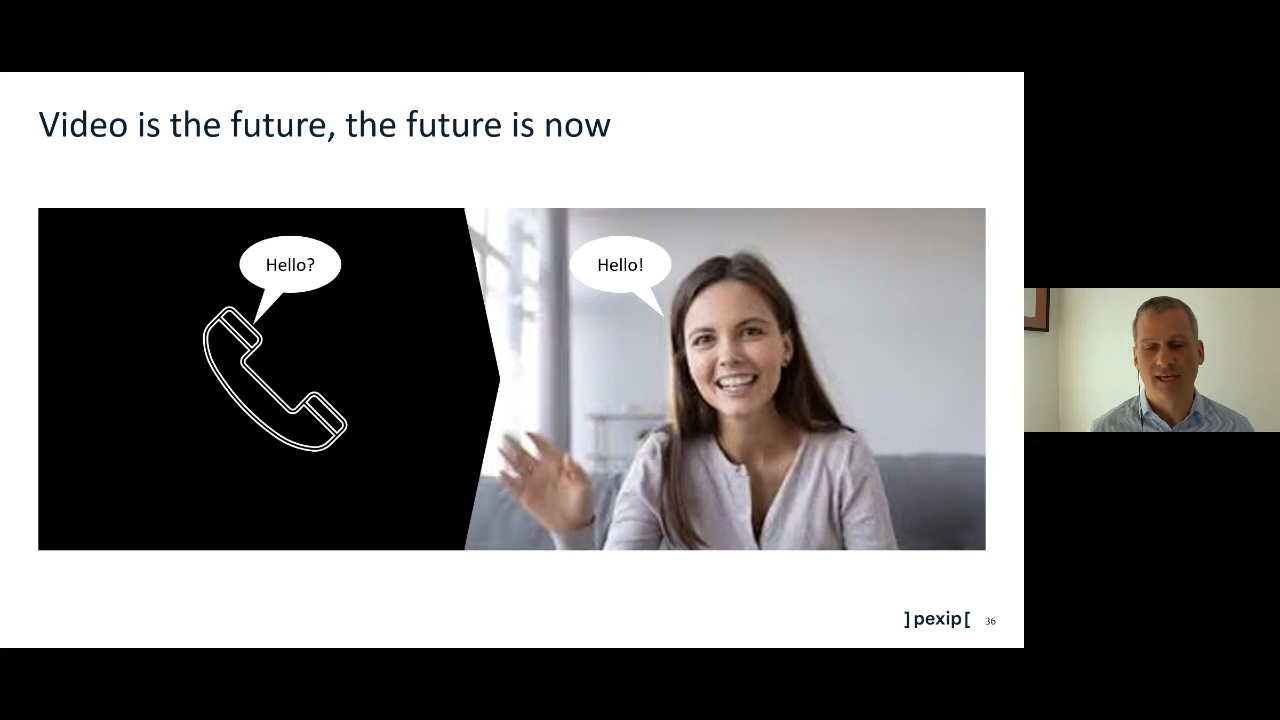 Video is the future, the future is now
Hello?
Hello!
]pexip[
36